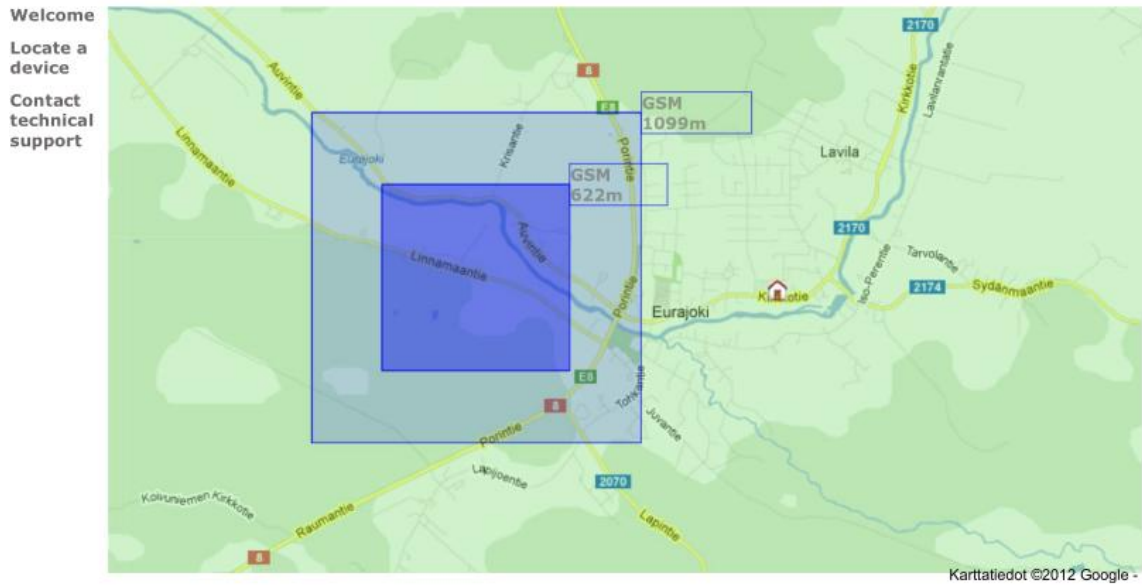 Welcome
Locate a
device
Contact
technical
support
2170
Auvintie
8
Kirkkotie
Lavilanrantatie
E8
GSM
1099m
Linnamaantie
Krisantie
Eurajoki
Porintie
Lavila
GSM
622m
Auvintie
2170
Linnamaantie
Iso-Perentie
Tarvolantie
2174
Sydänmaantie
Porintie
Kirkkotie
Eurajoki
E8
Tohkantie
8
Juvantie
Porintie
Lapijoentie
2070
Koivuniemen Kirkkotie
Raumantie
Lapintie
8
Karttatiedot ©2012 Google -